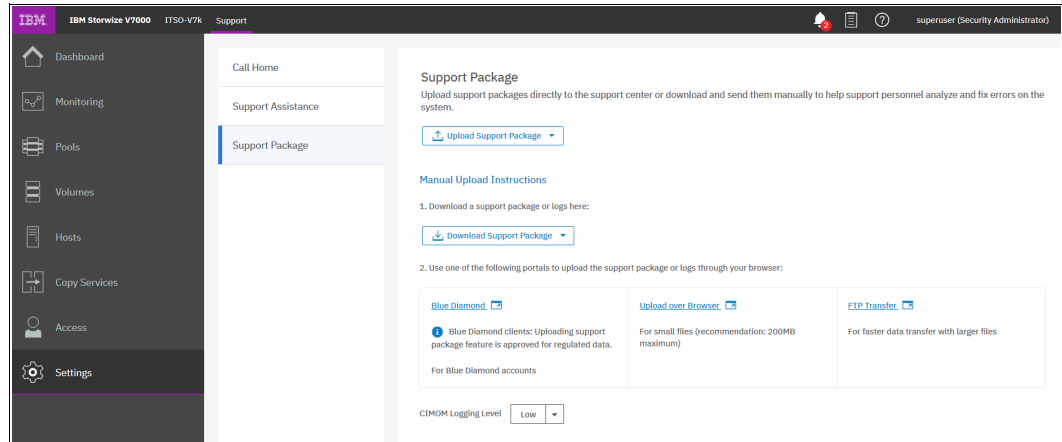 IBM IBM Storwize V7000 ITSO-V7k Support 2 superuser (Security Administrator)
Dashboard
Monitoring
Pools
Volumes
Hosts
Copy Services
Access
Settings
Call Home
Support Assistance
Support Package
Support Package
Upload support packages directly to the support center or download and send them manually to help support personnel analyze and fix errors on the
system.
Upload Support Package
Manual Upload Instructions
1. Download a support package or logs here:
Download Support Package
2. Use one of the following portals to upload the support package or logs through your browser:
Blue Diamond
Blue Diamond clients: Uploading support
package feature is approved for regulated data.
For Blue Diamond accounts
Upload over Browser
For small files (recommendation: 200MB
maximum)
FTP Transfer
For faster data transfer with larger files
CIMOM Logging Level Low